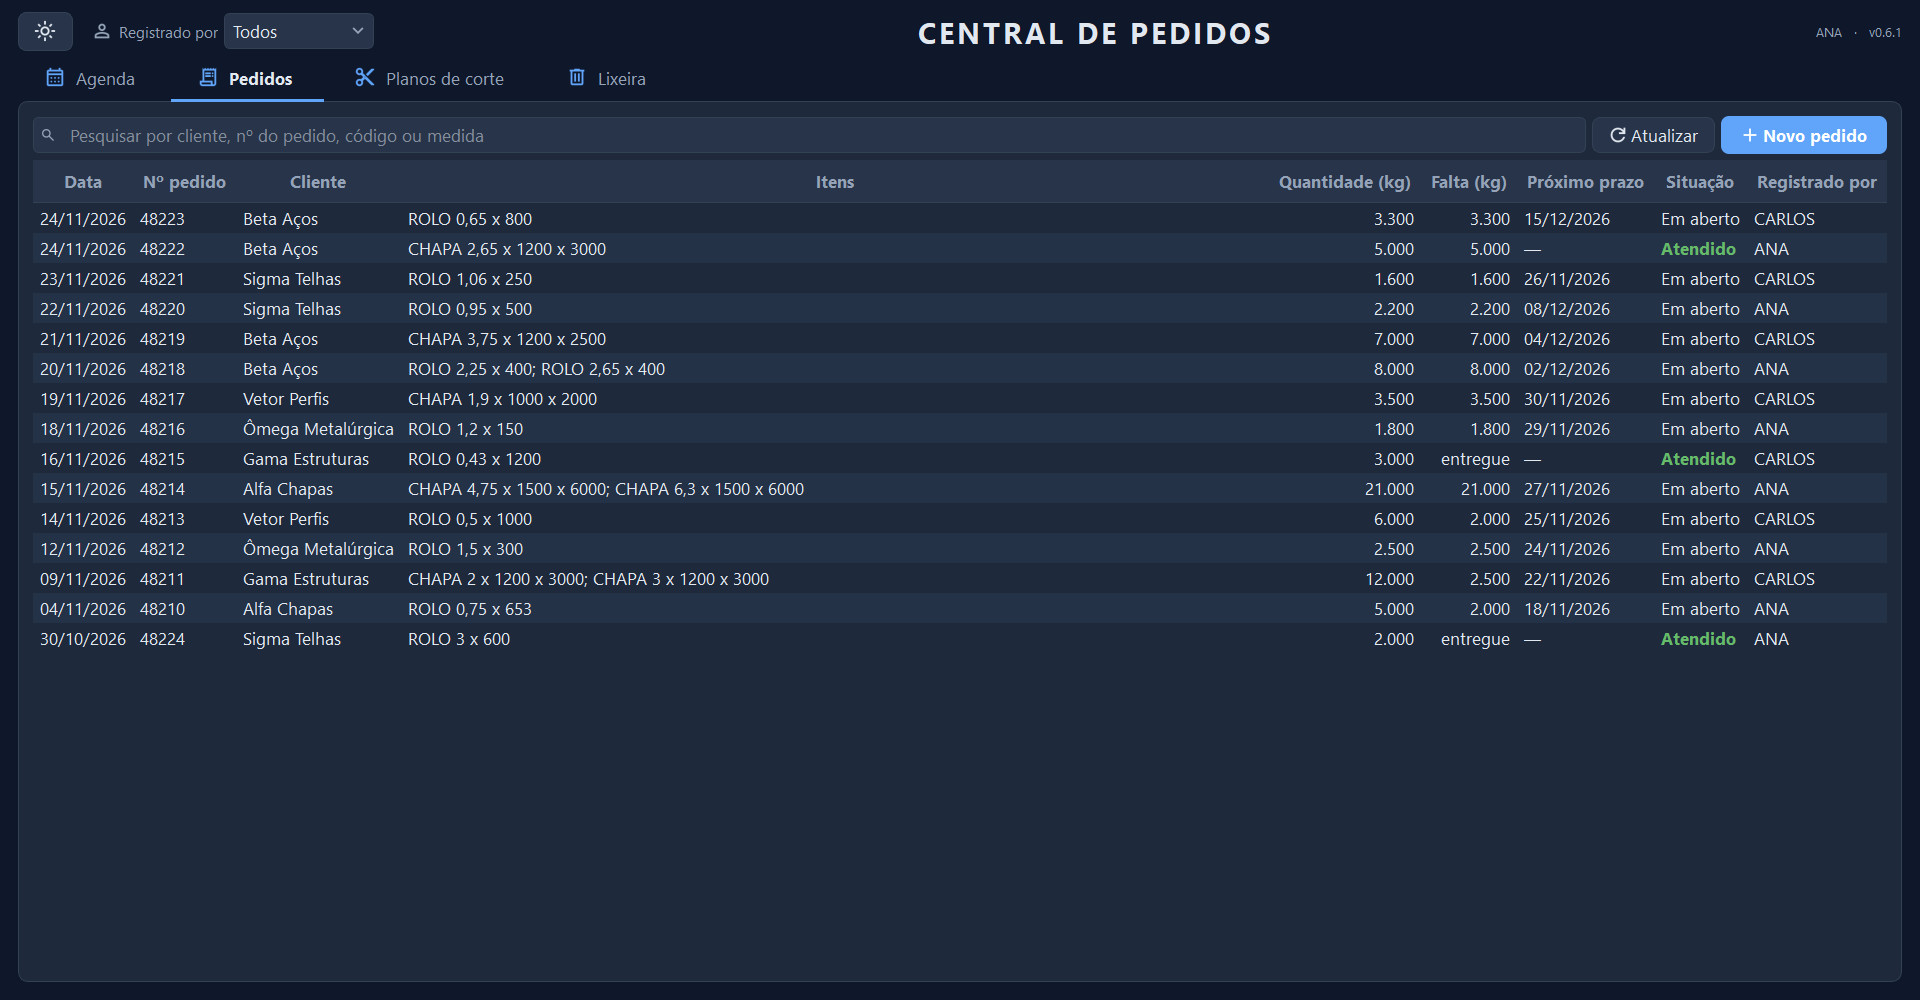 Registrado por Todos CENTRAL DE PEDIDOS ANA · v0.6.1
Agenda Pedidos Planos de corte Lixeira
Pesquisar por cliente, nº do pedido, código ou medida Atualizar + Novo pedido
Data Nº pedido Cliente Itens Quantidade (kg) Falta (kg) Próximo prazo Situação Registrado por
24/11/2026 48223 Beta Aços ROLO 0,65 x 800 3.300 3.300 15/12/2026 Em aberto CARLOS
24/11/2026 48222 Beta Aços CHAPA 2,65 x 1200 x 3000 5.000 5.000 — Atendido ANA
23/11/2026 48221 Sigma Telhas ROLO 1,06 x 250 1.600 1.600 26/11/2026 Em aberto CARLOS
22/11/2026 48220 Sigma Telhas ROLO 0,95 x 500 2.200 2.200 08/12/2026 Em aberto ANA
21/11/2026 48219 Beta Aços CHAPA 3,75 x 1200 x 2500 7.000 7.000 04/12/2026 Em aberto CARLOS
20/11/2026 48218 Beta Aços ROLO 2,25 x 400; ROLO 2,65 x 400 8.000 8.000 02/12/2026 Em aberto ANA
19/11/2026 48217 Vetor Perfis CHAPA 1,9 x 1000 x 2000 3.500 3.500 30/11/2026 Em aberto CARLOS
18/11/2026 48216 Ômega Metalúrgica ROLO 1,2 x 150 1.800 1.800 29/11/2026 Em aberto ANA
16/11/2026 48215 Gama Estruturas ROLO 0,43 x 1200 3.000 entregue — Atendido CARLOS
15/11/2026 48214 Alfa Chapas CHAPA 4,75 x 1500 x 6000; CHAPA 6,3 x 1500 x 6000 21.000 21.000 27/11/2026 Em aberto ANA
14/11/2026 48213 Vetor Perfis ROLO 0,5 x 1000 6.000 2.000 25/11/2026 Em aberto CARLOS
12/11/2026 48212 Ômega Metalúrgica ROLO 1,5 x 300 2.500 2.500 24/11/2026 Em aberto ANA
09/11/2026 48211 Gama Estruturas CHAPA 2 x 1200 x 3000; CHAPA 3 x 1200 x 3000 12.000 2.500 22/11/2026 Em aberto CARLOS
04/11/2026 48210 Alfa Chapas ROLO 0,75 x 653 5.000 2.000 18/11/2026 Em aberto ANA
30/10/2026 48224 Sigma Telhas ROLO 3 x 600 2.000 entregue — Atendido ANA